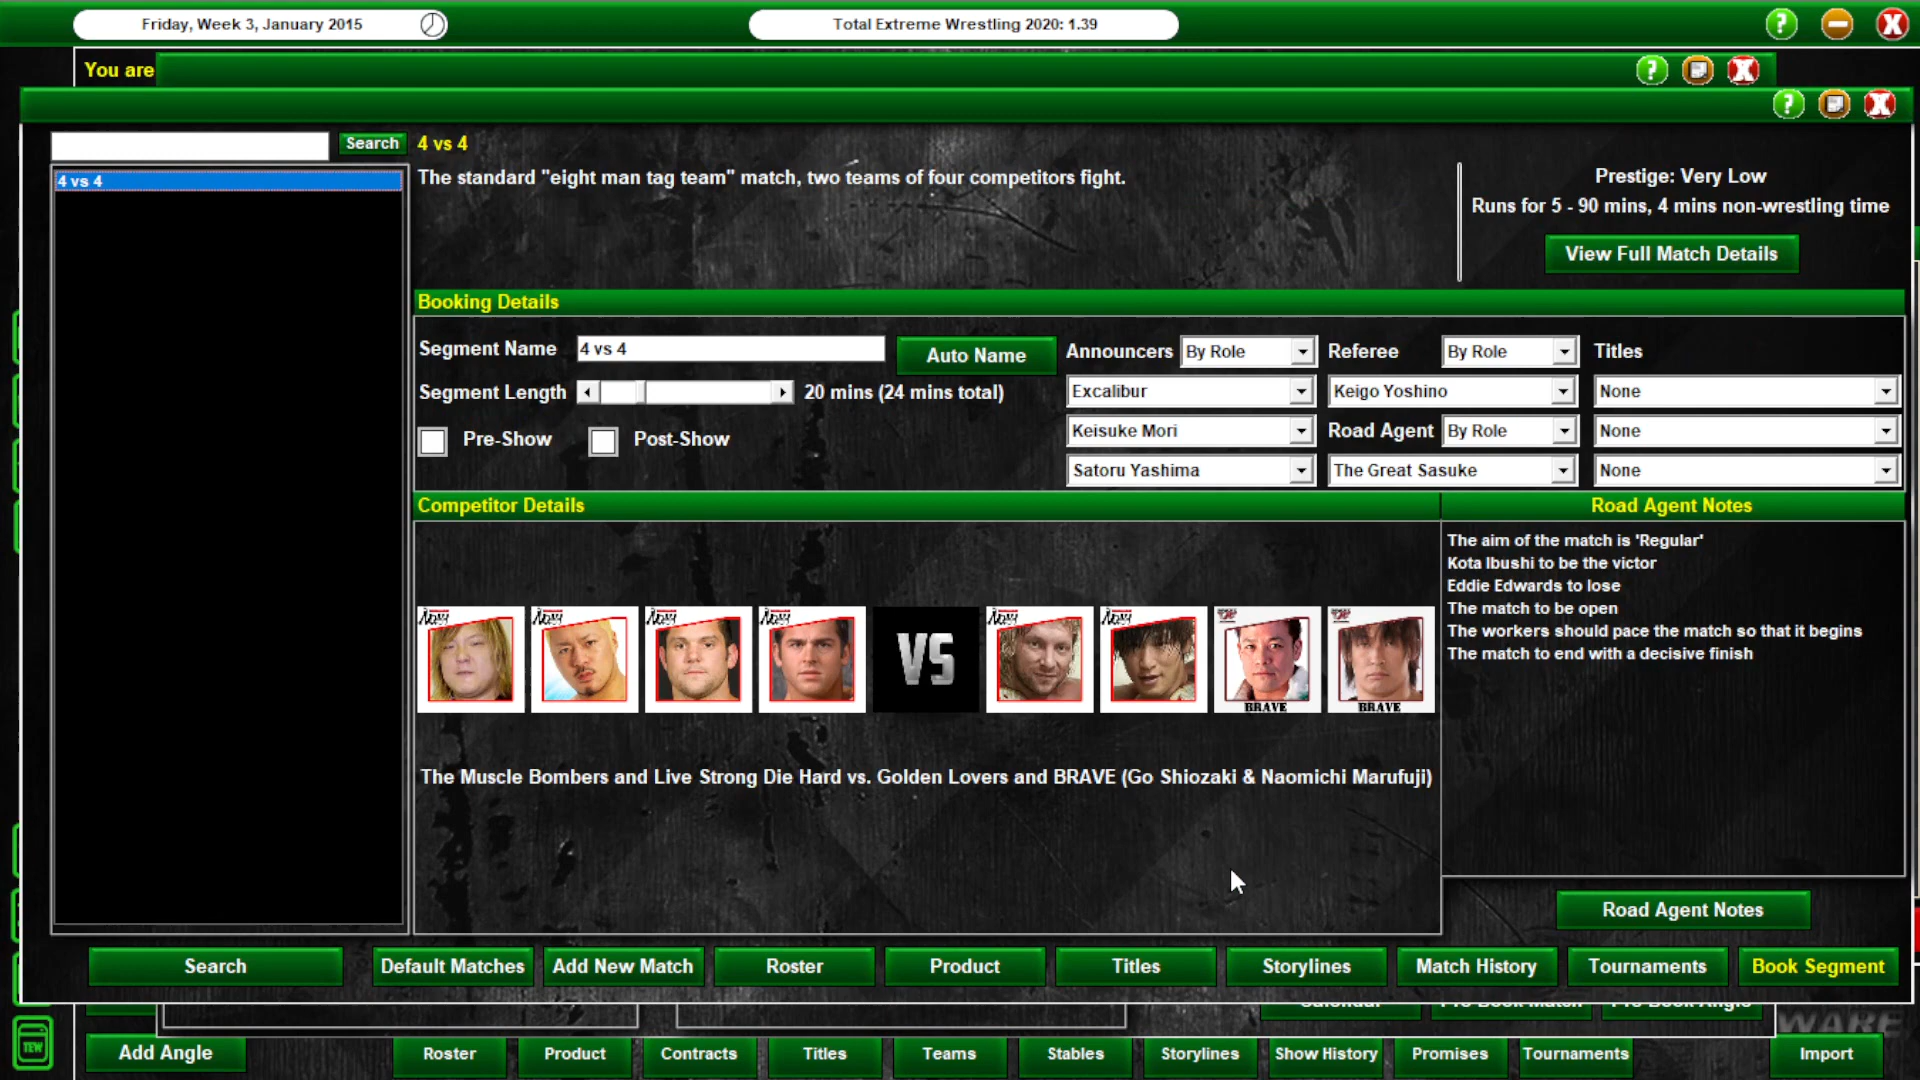 Friday, Week 3, January 2015
Total Extreme Wrestling 2020: 1.39
You are
Search
4 vs 4
4 vs 4
The standard "eight man tag team" match, two teams of four competitors fight.
Prestige: Very Low
Runs for 5 - 90 mins, 4 mins non-wrestling time
View Full Match Details
Booking Details
Segment Name
4 vs 4
Auto Name
Announcers
By Role
Referee
By Role
Titles
Segment Length
20 mins (24 mins total)
Excalibur
Keigo Yoshino
None
Pre-Show
Post-Show
Keisuke Mori
Road Agent
By Role
None
Satoru Yashima
The Great Sasuke
None
Competitor Details
Road Agent Notes
The aim of the match is 'Regular'
Kota Ibushi to be the victor
Eddie Edwards to lose
The match to be open
The workers should pace the match so that it begins
The match to end with a decisive finish
VS
BRAVE
BRAVE
The Muscle Bombers and Live Strong Die Hard vs. Golden Lovers and BRAVE (Go Shiozaki & Naomichi Marufuji)
Road Agent Notes
Search
Default Matches
Add New Match
Roster
Product
Titles
Storylines
Match History
Tournaments
Book Segment
Calendar
Pre Book Match
Pre Book Angle
WARE
TEW
Add Angle
Roster
Product
Contracts
Titles
Teams
Stables
Storylines
Show History
Promises
Tournaments
Import